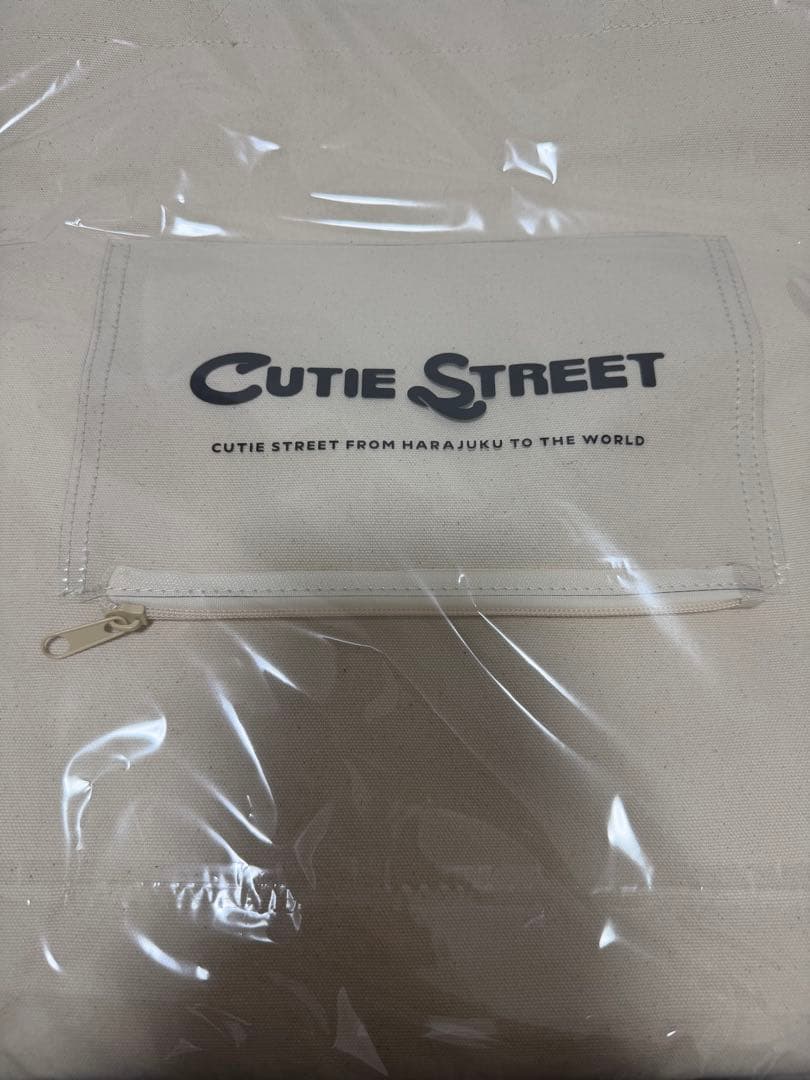 CUTIE STREET
CUTIE STREET FROM HARAJUKU TO THE WORLD